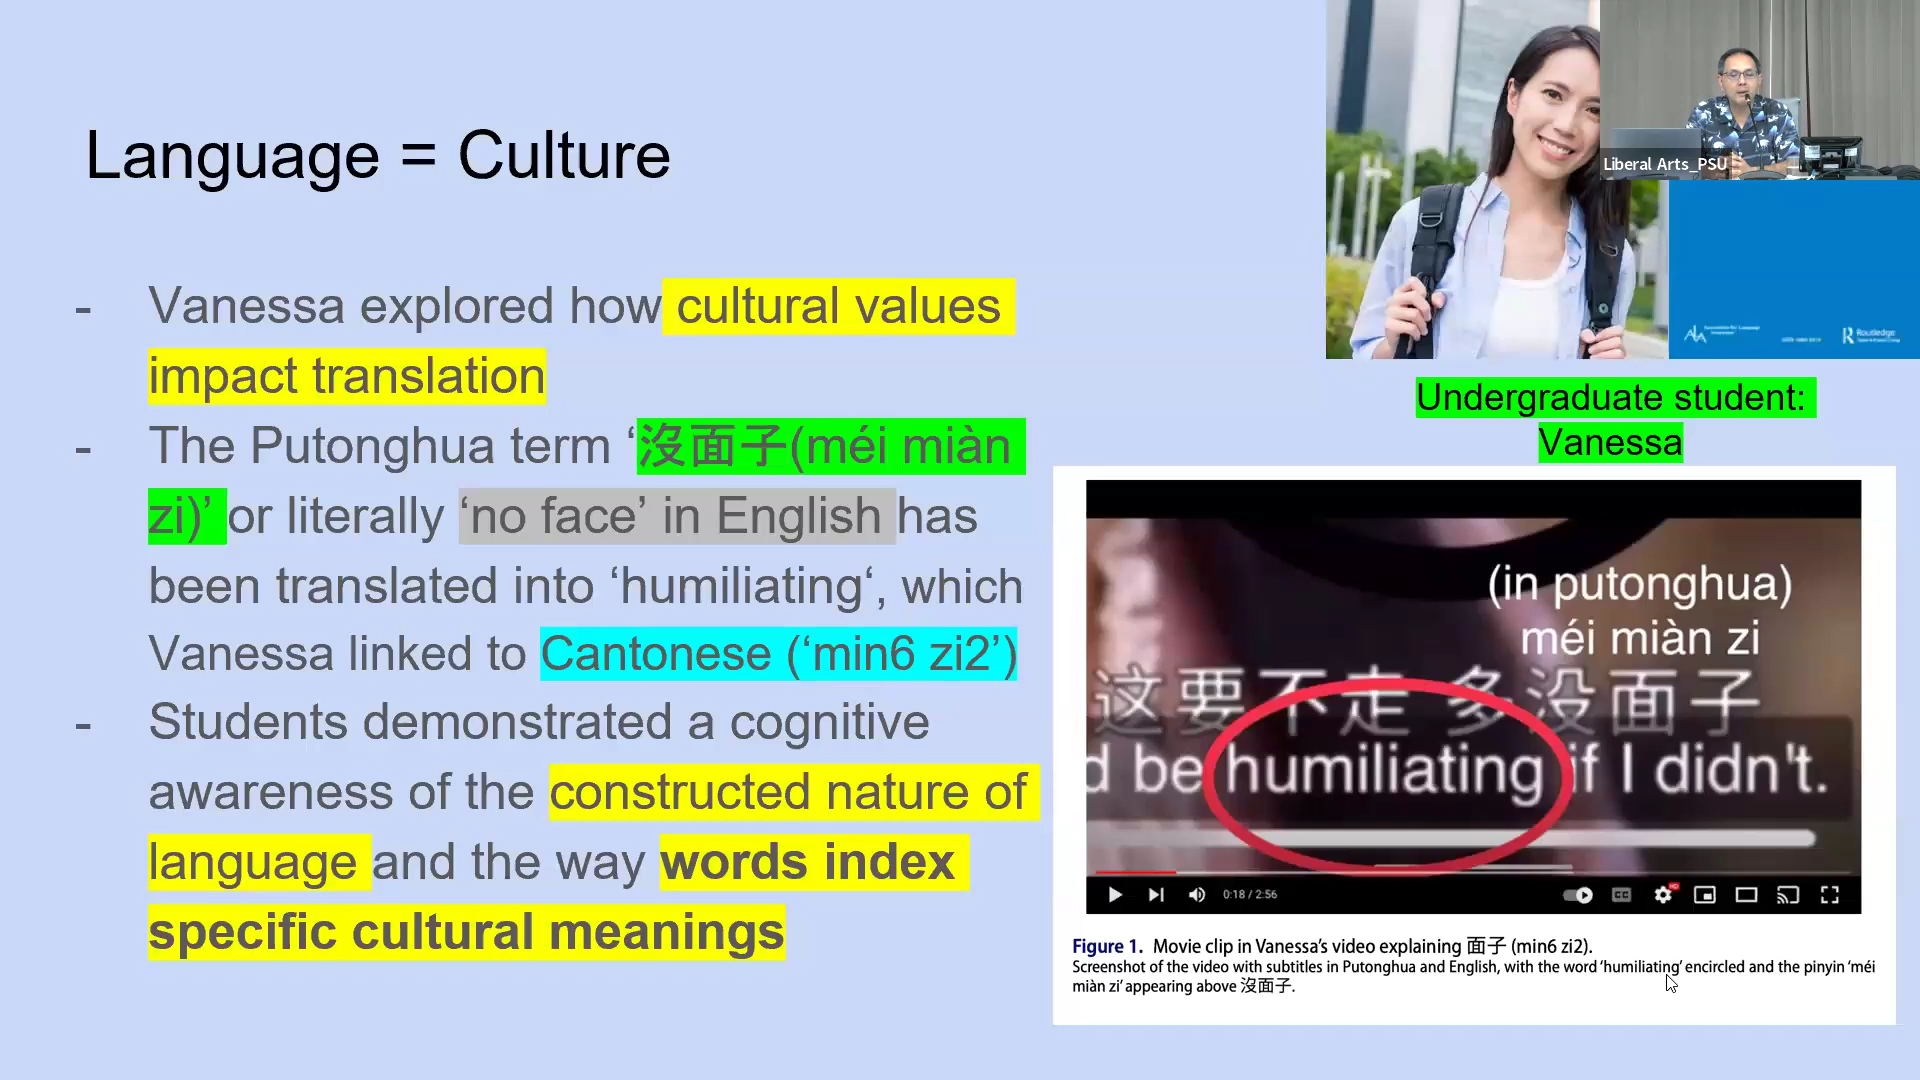 Language = Culture
- Vanessa explored how cultural values
impact translation
- The Putonghua term ‘沒面子(méi miàn
zi)’ or literally ‘no face’ in English has
been translated into ‘humiliating‘, which
Vanessa linked to Cantonese (‘min6 zi2’)
- Students demonstrated a cognitive
awareness of the constructed nature of
language and the way words index
specific cultural meanings
Liberal Arts_PSU
Routledge
Undergraduate student:
Vanessa
(in putonghua)
méi miàn zi
这要不走 多没面子
d be humiliating if I didn't.
0:18 / 2:56
CC
HD
Figure 1. Movie clip in Vanessa’s video explaining 面子 (min6 zi2).
Screenshot of the video with subtitles in Putonghua and English, with the word ‘humiliating’ encircled and the pinyin ‘méi
miàn zi’ appearing above 沒面子.